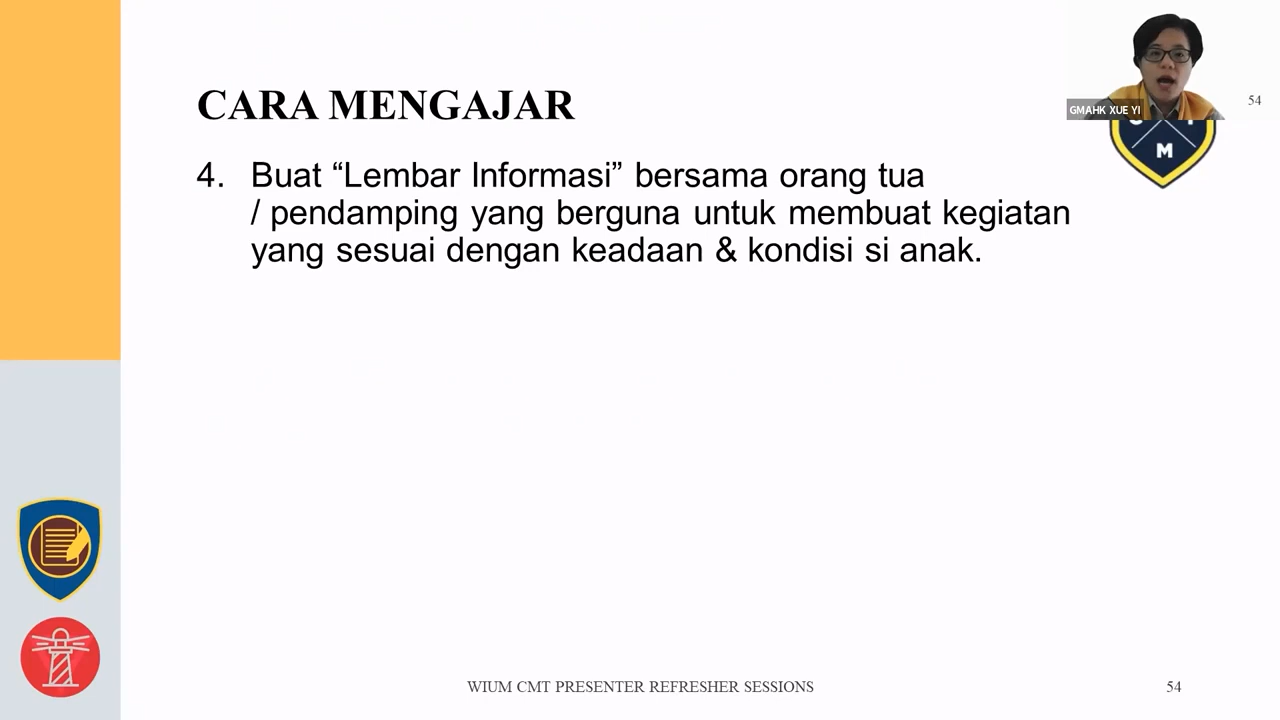 CARA MENGAJAR
54
GMAHK XUE YI
M
4. Buat “Lembar Informasi” bersama orang tua
/ pendamping yang berguna untuk membuat kegiatan
yang sesuai dengan keadaan & kondisi si anak.
WIUM CMT PRESENTER REFRESHER SESSIONS
54